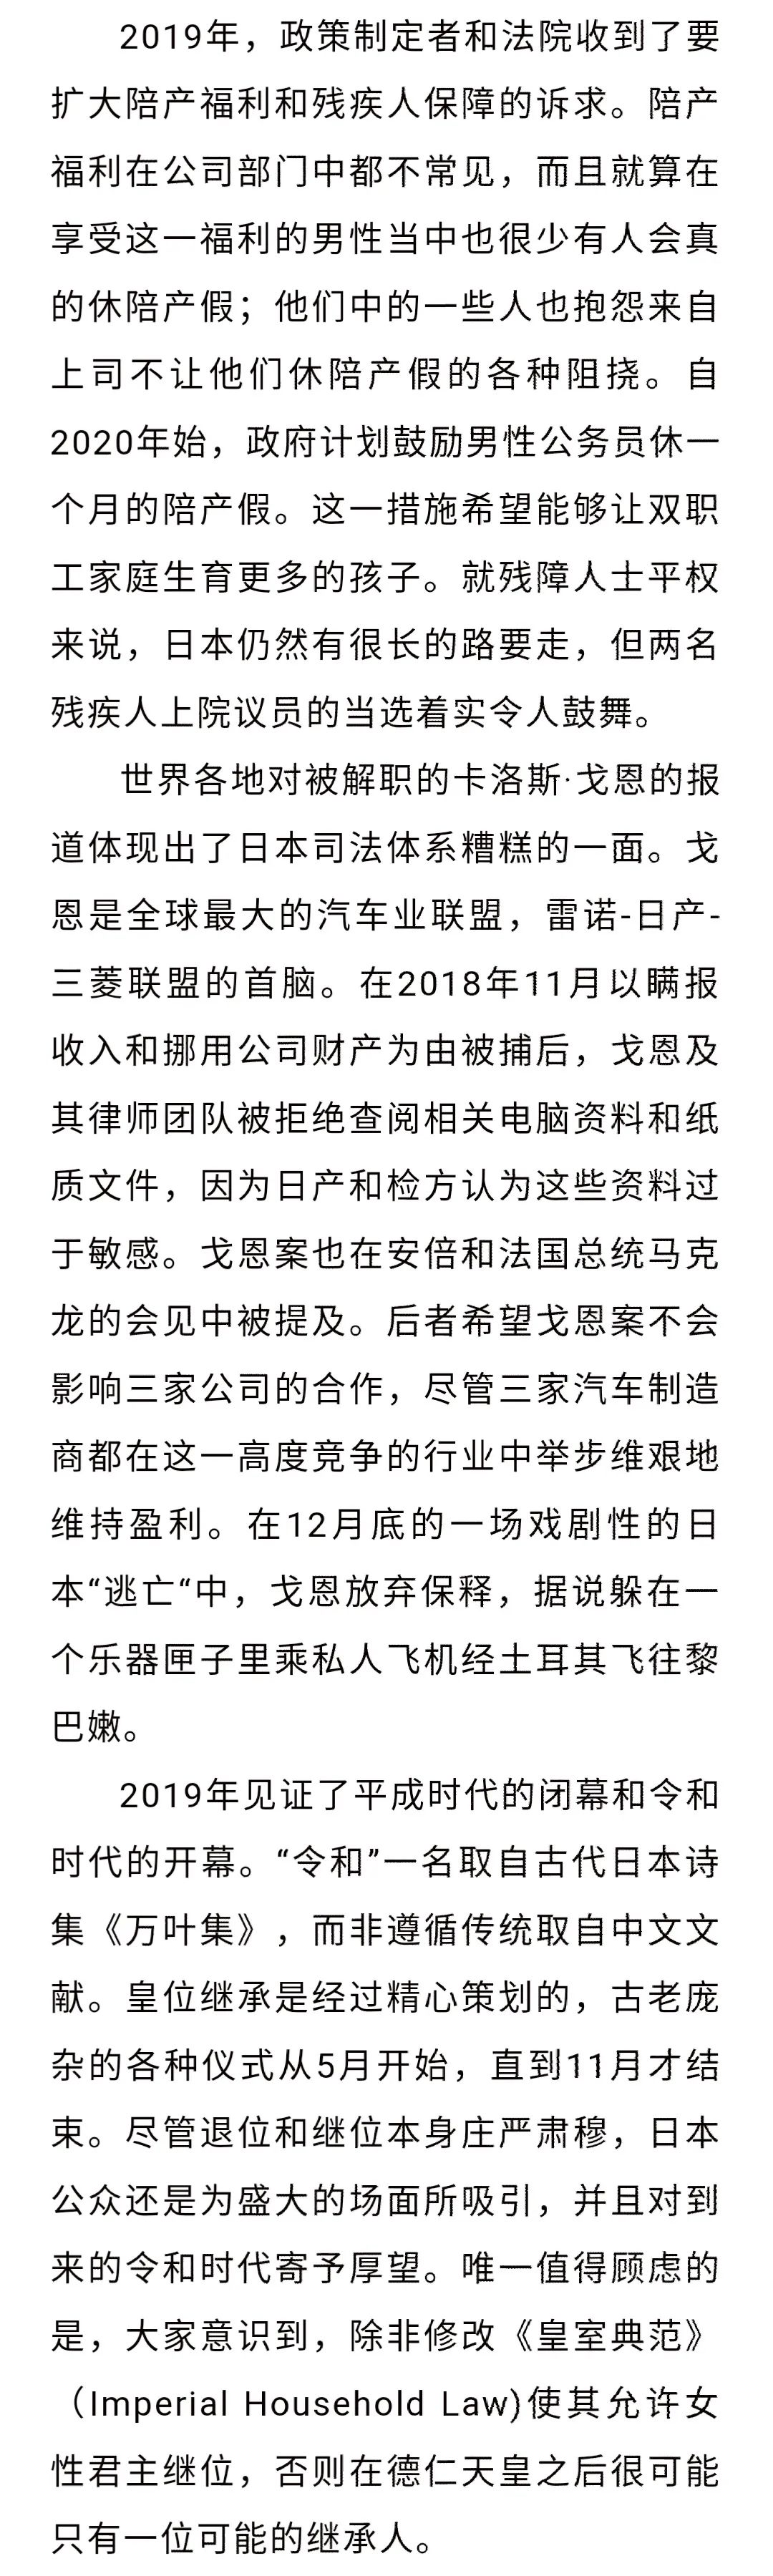 2019年，政策制定者和法院收到了要
扩大陪产福利和残疾人保障的诉求。陪产
福利在公司部门中都不常见，而且就算在
享受这一福利的男性当中也很少有人会真
的休陪产假；他们中的一些人也抱怨来自
上司不让他们休陪产假的各种阻挠。自
2020年始，政府计划鼓励男性公务员休一
个月的陪产假。这一措施希望能够让双职
工家庭生育更多的孩子。就残障人士平权
来说，日本仍然有很长的路要走，但两名
残疾人上院议员的当选着实令人鼓舞。
世界各地对被解职的卡洛斯·戈恩的报
道体现出了日本司法体系糟糕的一面。戈
恩是全球最大的汽车业联盟，雷诺-日产-
三菱联盟的首脑。在2018年11月以瞒报
收入和挪用公司财产为由被捕后，戈恩及
其律师团队被拒绝查阅相关电脑资料和纸
质文件，因为日产和检方认为这些资料过
于敏感。戈恩案也在安倍和法国总统马克
龙的会见中被提及。后者希望戈恩案不会
影响三家公司的合作，尽管三家汽车制造
商都在这一高度竞争的行业中举步维艰地
维持盈利。在12月底的一场戏剧性的日
本“逃亡“中，戈恩放弃保释，据说躲在一
个乐器匣子里乘私人飞机经土耳其飞往黎
巴嫩。
2019年见证了平成时代的闭幕和令和
时代的开幕。“令和”一名取自古代日本诗
集《万叶集》，而非遵循传统取自中文文
献。皇位继承是经过精心策划的，古老庞
杂的各种仪式从5月开始，直到11月才结
束。尽管退位和继位本身庄严肃穆，日本
公众还是为盛大的场面所吸引，并且对到
来的令和时代寄予厚望。唯一值得顾虑的
是，大家意识到，除非修改《皇室典范》
（Imperial Household Law)使其允许女
性君主继位，否则在德仁天皇之后很可能
只有一位可能的继承人。